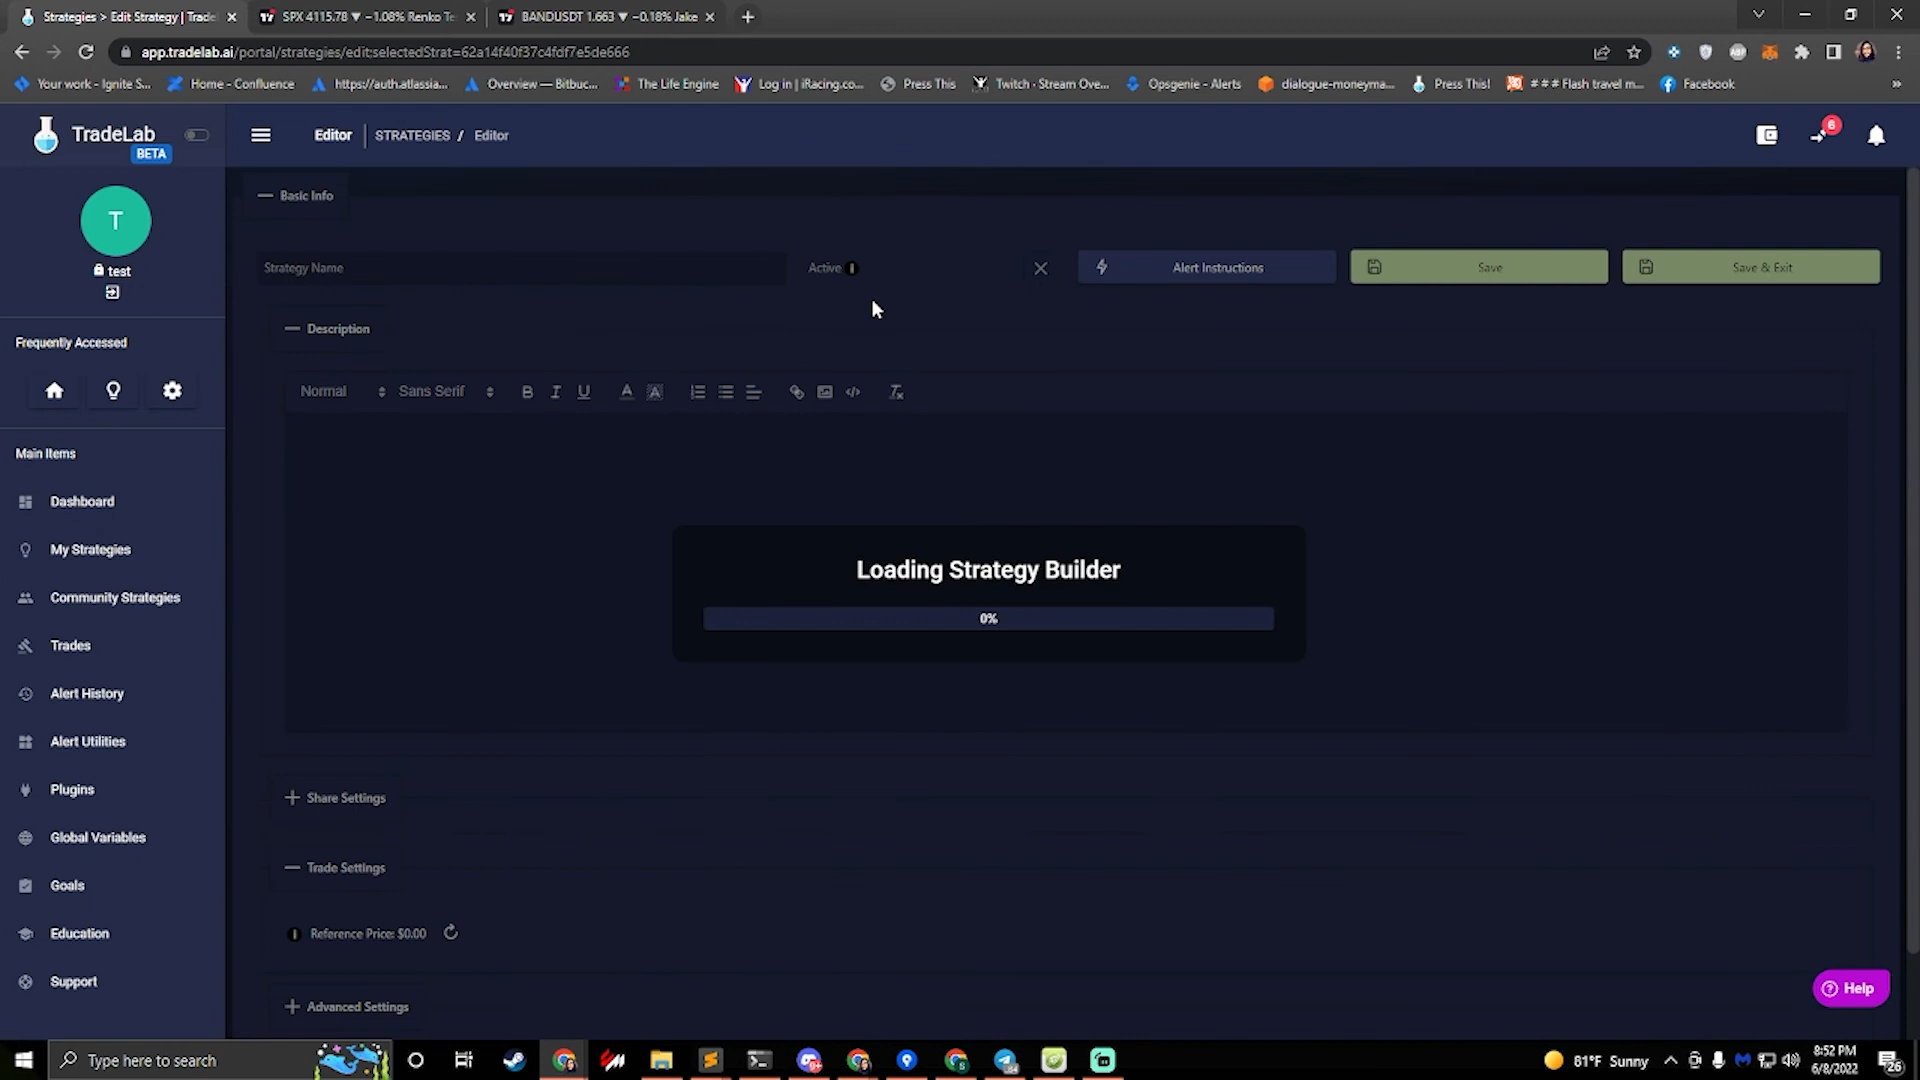 Strategies > Edit Strategy | Trade
SPX 4115.78 ▼ −1.08% Renko Te
BANDUSDT 1.663 ▼ −0.18% Jake
app.tradelab.ai/portal/strategies/edit;selectedStrat=62a14f40f37c4fdf7e5de666
Your work - Ignite S...
Home - Confluence
https://auth.atlassia...
Overview — Bitbuc...
The Life Engine
Log in | iRacing.co...
Press This
Twitch - Stream Ove...
Opsgenie - Alerts
dialogue-moneyma...
Press This!
# # # Flash travel m...
Facebook
»
TradeLab
BETA
Editor
STRATEGIES / Editor
6
Basic Info
T
test
Strategy Name
Active
Alert Instructions
Save
Save & Exit
Description
Frequently Accessed
Normal
Sans Serif
B I U A A
Main Items
Dashboard
My Strategies
Community Strategies
Trades
Alert History
Alert Utilities
Plugins
Global Variables
Goals
Education
Support
Loading Strategy Builder
0%
Share Settings
Trade Settings
Reference Price: $0.00
Advanced Settings
Help
Type here to search
81°F Sunny
8:52 PM
6/8/2022
26